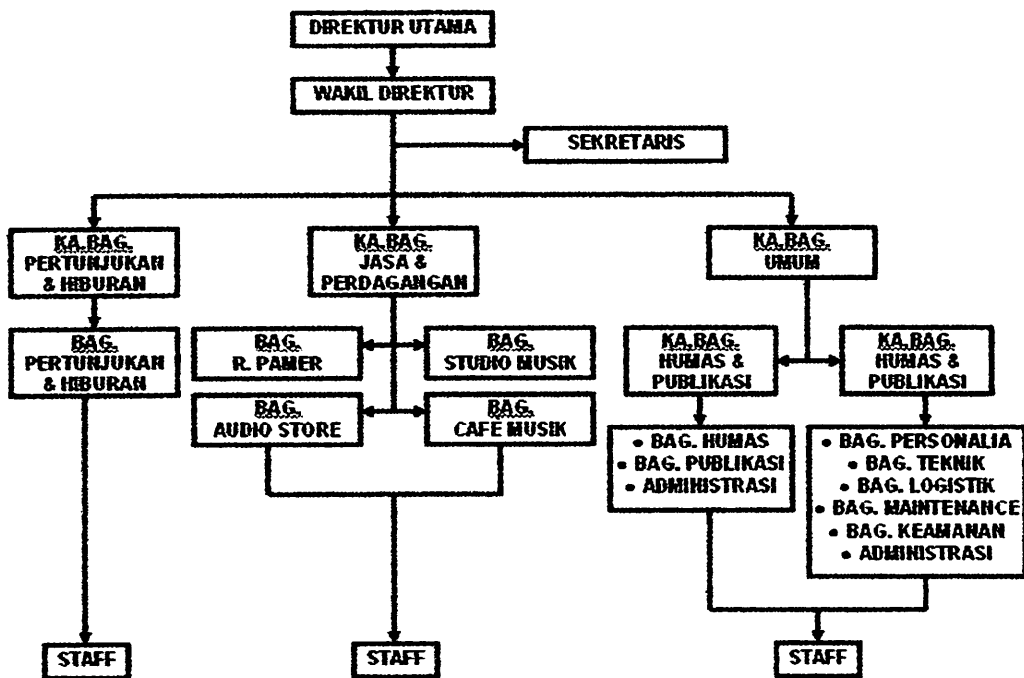 DIREKTUR UTAMA
WAKIL DIREKTUR
SEKRETARIS
KA.BAG.
PERTUNJUKAN
& HIBURAN
KA.BAG.
JASA &
PERDAGANGAN
KA.BAG.
UMUM
BAG.
PERTUNJUKAN
& HIBURAN
BAG.
R. PAMER
BAG.
STUDIO MUSIK
BAG.
AUDIO STORE
BAG.
CAFE MUSIK
KA.BAG.
HUMAS &
PUBLIKASI
KA.BAG.
HUMAS &
PUBLIKASI
• BAG. HUMAS
• BAG. PUBLIKASI
• ADMINISTRASI
• BAG. PERSONALIA
• BAG. TEKNIK
• BAG. LOGISTIK
• BAG. MAINTENANCE
• BAG. KEAMANAN
• ADMINISTRASI
STAFF
STAFF
STAFF